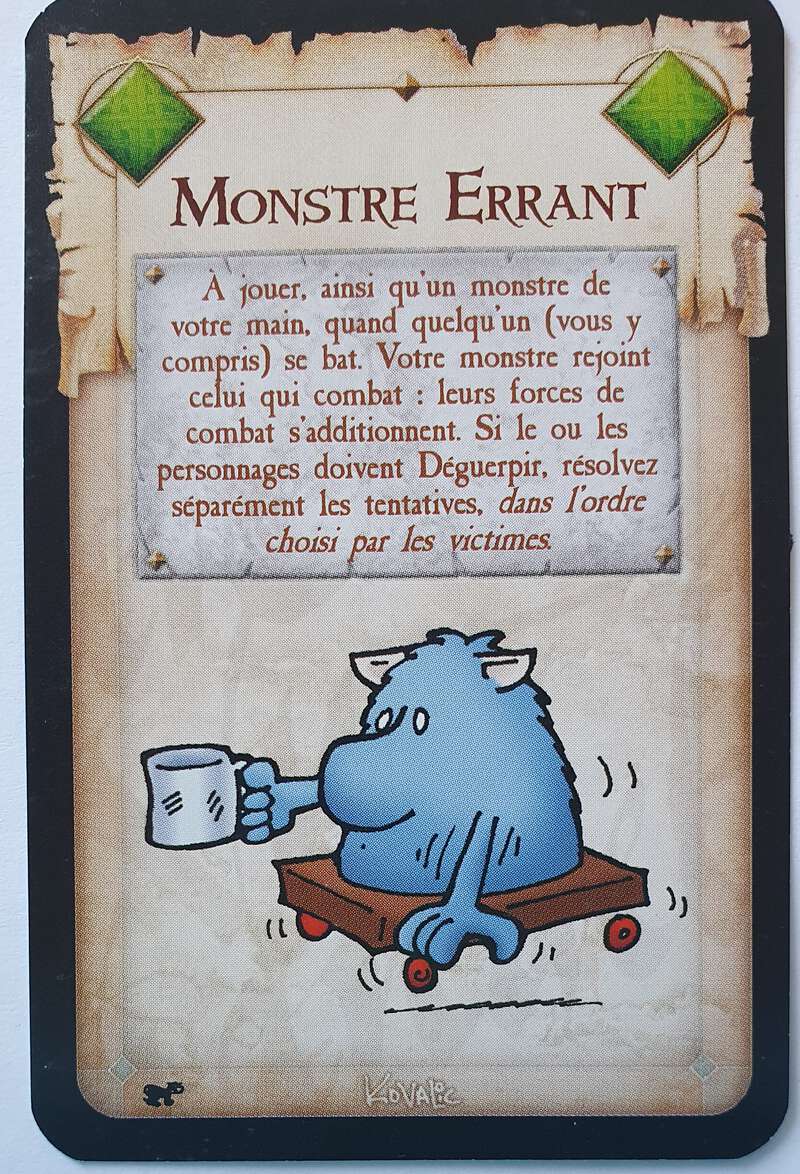 MONSTRE ERRANT
À jouer, ainsi qu'un monstre de
votre main, quand quelqu'un (vous y
compris) se bat. Votre monstre rejoint
celui qui combat : leurs forces de
combat s'additionnent. Si le ou les
personnages doivent Déguerpir, résolvez
séparément les tentatives, dans l'ordre
choisi par les victimes.
KOVALIC